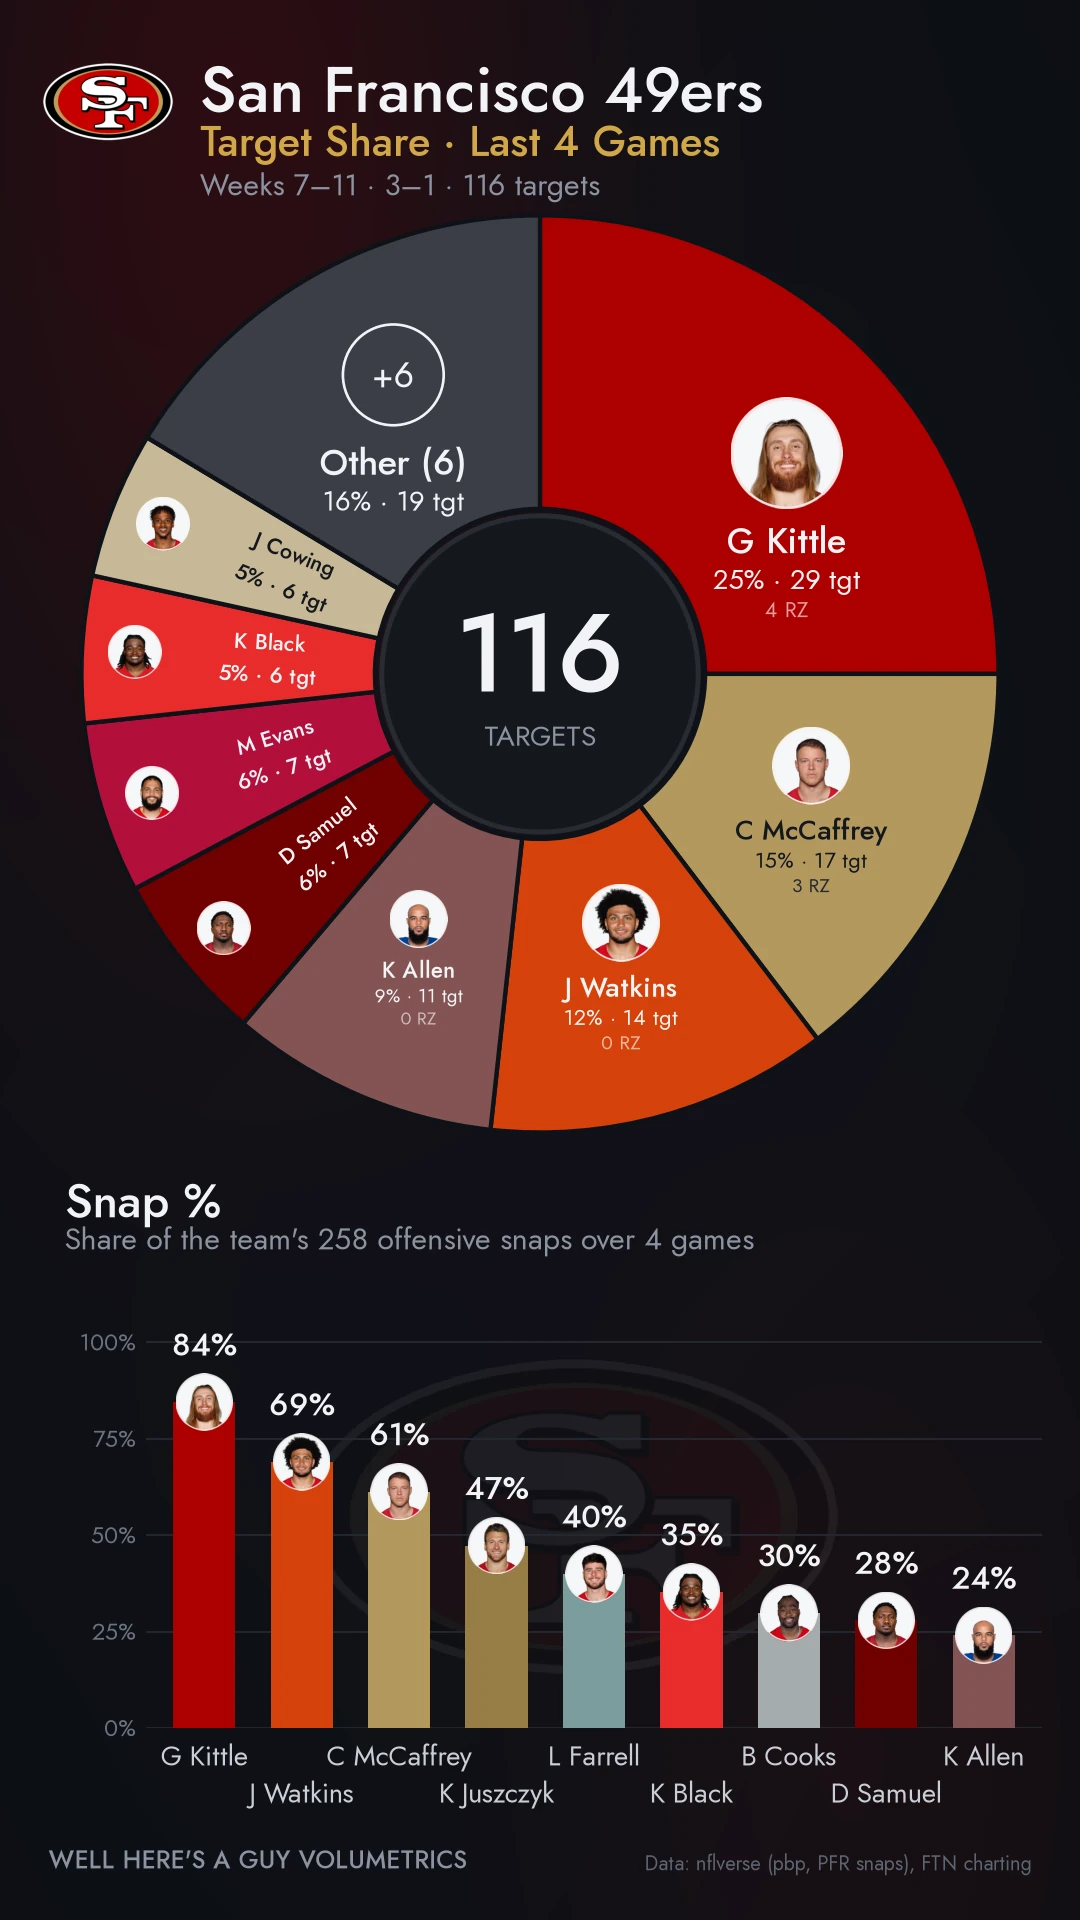 SF
San Francisco 49ers
Target Share · Last 4 Games
Weeks 7–11 · 3–1 · 116 targets
+6
Other (6)
16% · 19 tgt
G Kittle
25% · 29 tgt
4 RZ
J Cowing
5% · 6 tgt
K Black
5% · 6 tgt
M Evans
6% · 7 tgt
D Samuel
6% · 7 tgt
116
TARGETS
C McCaffrey
15% · 17 tgt
3 RZ
K Allen
9% · 11 tgt
0 RZ
J Watkins
12% · 14 tgt
0 RZ
Snap %
Share of the team's 258 offensive snaps over 4 games
100%
75%
50%
25%
0%
84%
69%
61%
47%
40%
35%
30%
28%
24%
G Kittle
J Watkins
C McCaffrey
K Juszczyk
L Farrell
K Black
B Cooks
D Samuel
K Allen
WELL HERE'S A GUY VOLUMETRICS
Data: nflverse (pbp, PFR snaps), FTN charting